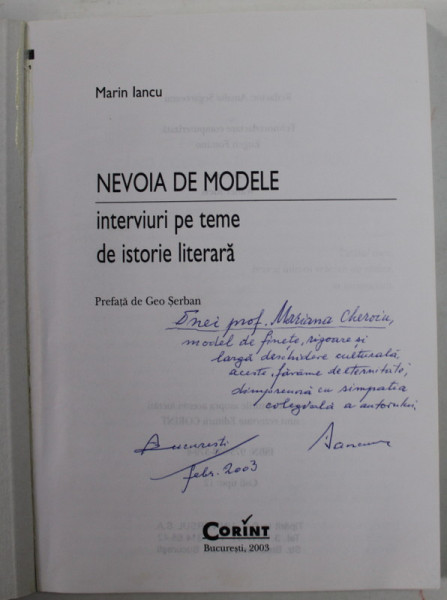 Marin Iancu
NEVOIA DE MODELE
interviuri pe teme
de istorie literară
Prefață de Geo Șerban
Dnei prof. Mariana Cheroiu,
model de finețe, rigoare și
largă deschidere culturală,
aceste fărâme de eternitate,
dimpreună cu simpatia
colegială a autorului,
București
febr. 2003
Iancu
CORINT
București, 2003